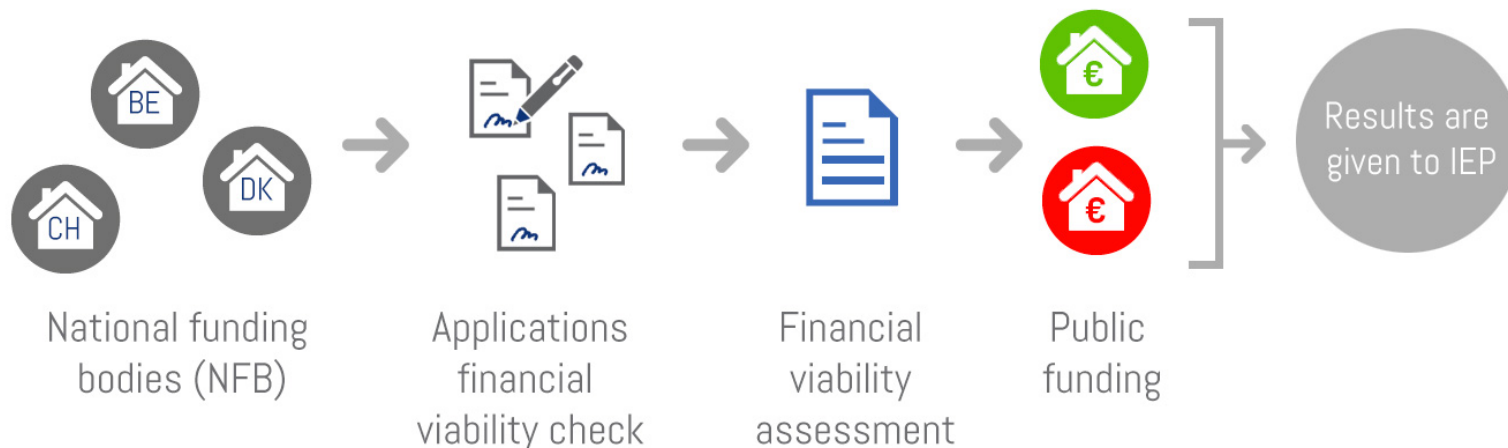 BE
DK
CH
€
€
Results are
given to IEP
National funding
bodies (NFB)
Applications
financial
viability check
Financial
viability
assessment
Public
funding